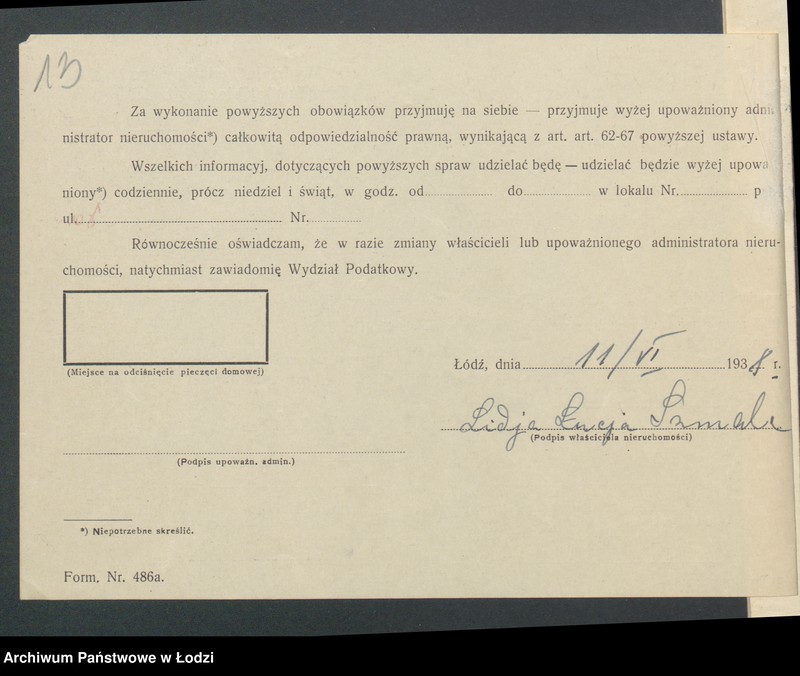 13
Za wykonanie powyższych obowiązków przyjmuję na siebie — przyjmuje wyżej upoważniony admi
nistrator nieruchomości*) całkowitą odpowiedzialność prawną, wynikającą z art. art. 62-67 powyższej ustawy.
Wszelkich informacyj, dotyczących powyższych spraw udzielać będę — udzielać będzie wyżej upowa
niony*) codziennie, prócz niedziel i świąt, w godz. od do w lokalu Nr. p
ul. Nr.
Równocześnie oświadczam, że w razie zmiany właścicieli lub upoważnionego administratora nieru-
chomości, natychmiast zawiadomię Wydział Podatkowy.
(Miejsce na odciśnięcie pieczęci domowej)
Łódź, dnia 11/VI 1938 r.
Lidja Łucja
(Podpis właściciela nieruchomości)
(Podpis upoważn. admin.)
*) Niepotrzebne skreślić.
Form. Nr. 486a.
Archiwum Państwowe w Łodzi